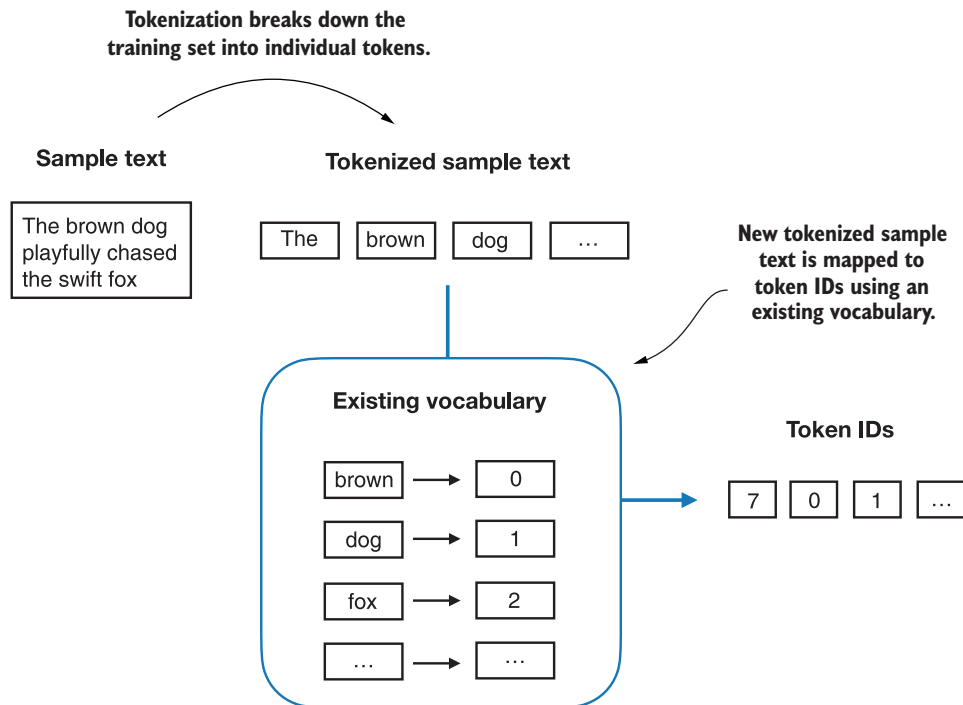 Tokenization breaks down the
training set into individual tokens.
Sample text
Tokenized sample text
The brown dog
playfully chased
the swift fox
The
brown
dog
...
New tokenized sample
text is mapped to
token IDs using an
existing vocabulary.
Existing vocabulary
brown
0
dog
1
fox
2
...
...
Token IDs
7
0
1
...